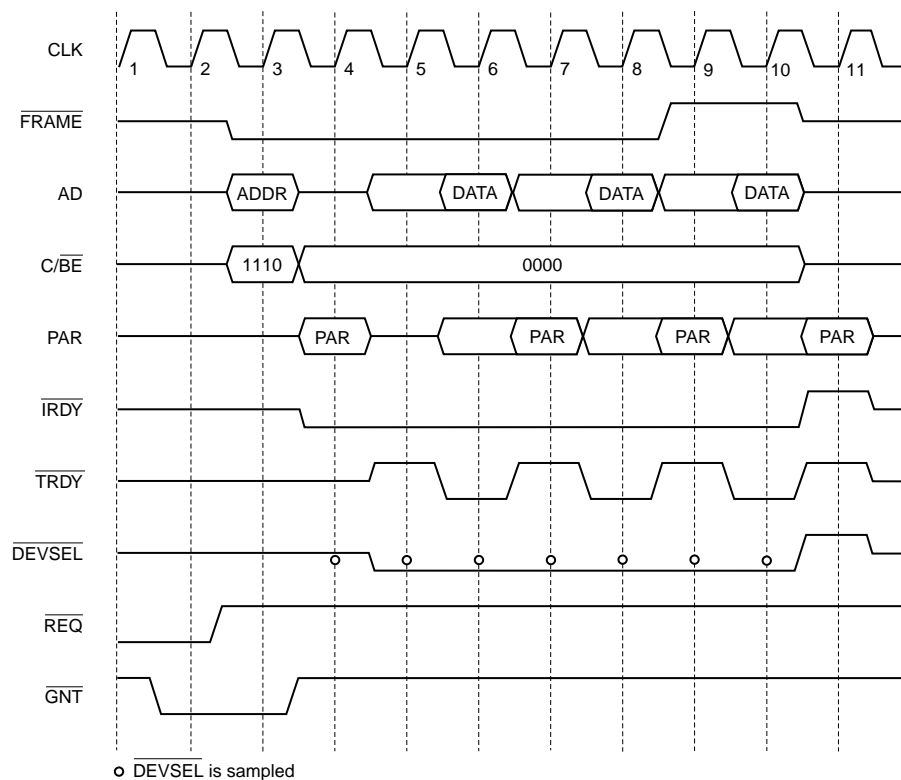 CLK
1 2 3 4 5 6 7 8 9 10 11
FRAME
AD ADDR DATA DATA DATA
C/BE 1110 0000
PAR PAR PAR PAR PAR
IRDY
TRDY
DEVSEL
REQ
GNT
DEVSEL is sampled